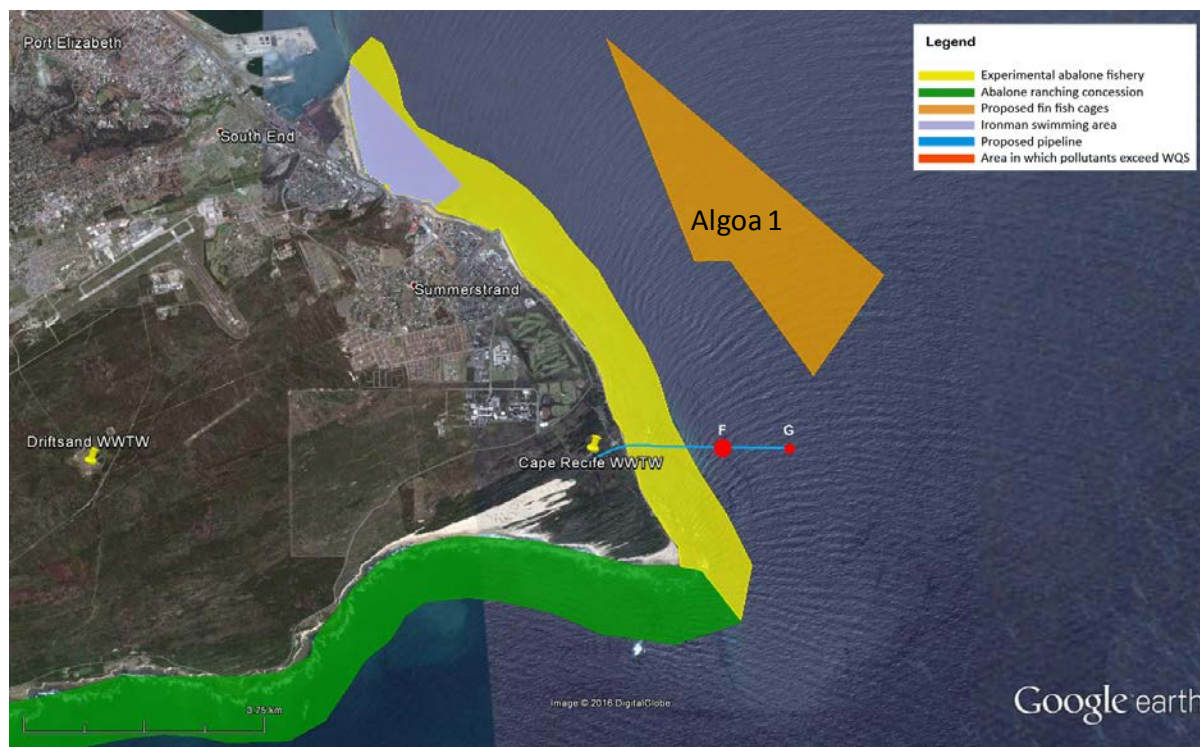 Port Elizabeth
South End
Summerstrand
Driftsand WWTW
Cape Recife WWTW
Algoa 1
F
G
Legend
Experimental abalone fishery
Abalone ranching concession
Proposed fin fish cages
Ironman swimming area
Proposed pipeline
Area in which pollutants exceed WQS
3.75 km
Image © 2016 DigitalGlobe
Google earth